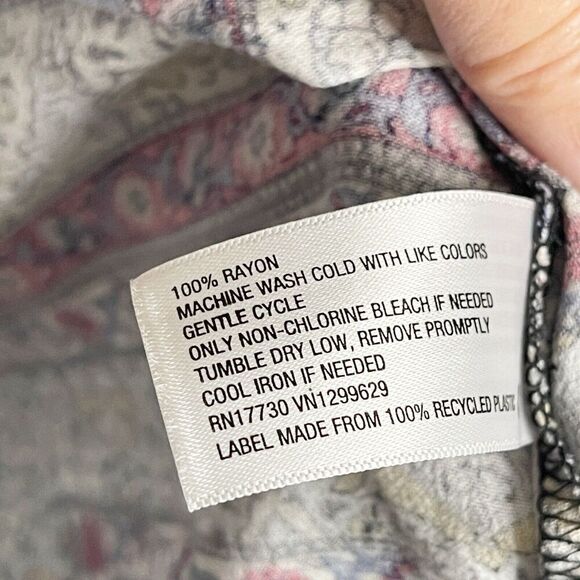 100% RAYON
MACHINE WASH COLD WITH LIKE COLORS
GENTLE CYCLE
ONLY NON-CHLORINE BLEACH IF NEEDED
TUMBLE DRY LOW, REMOVE PROMPTLY
COOL IRON IF NEEDED
RN17730 VN1299629
LABEL MADE FROM 100% RECYCLED PLASTIC